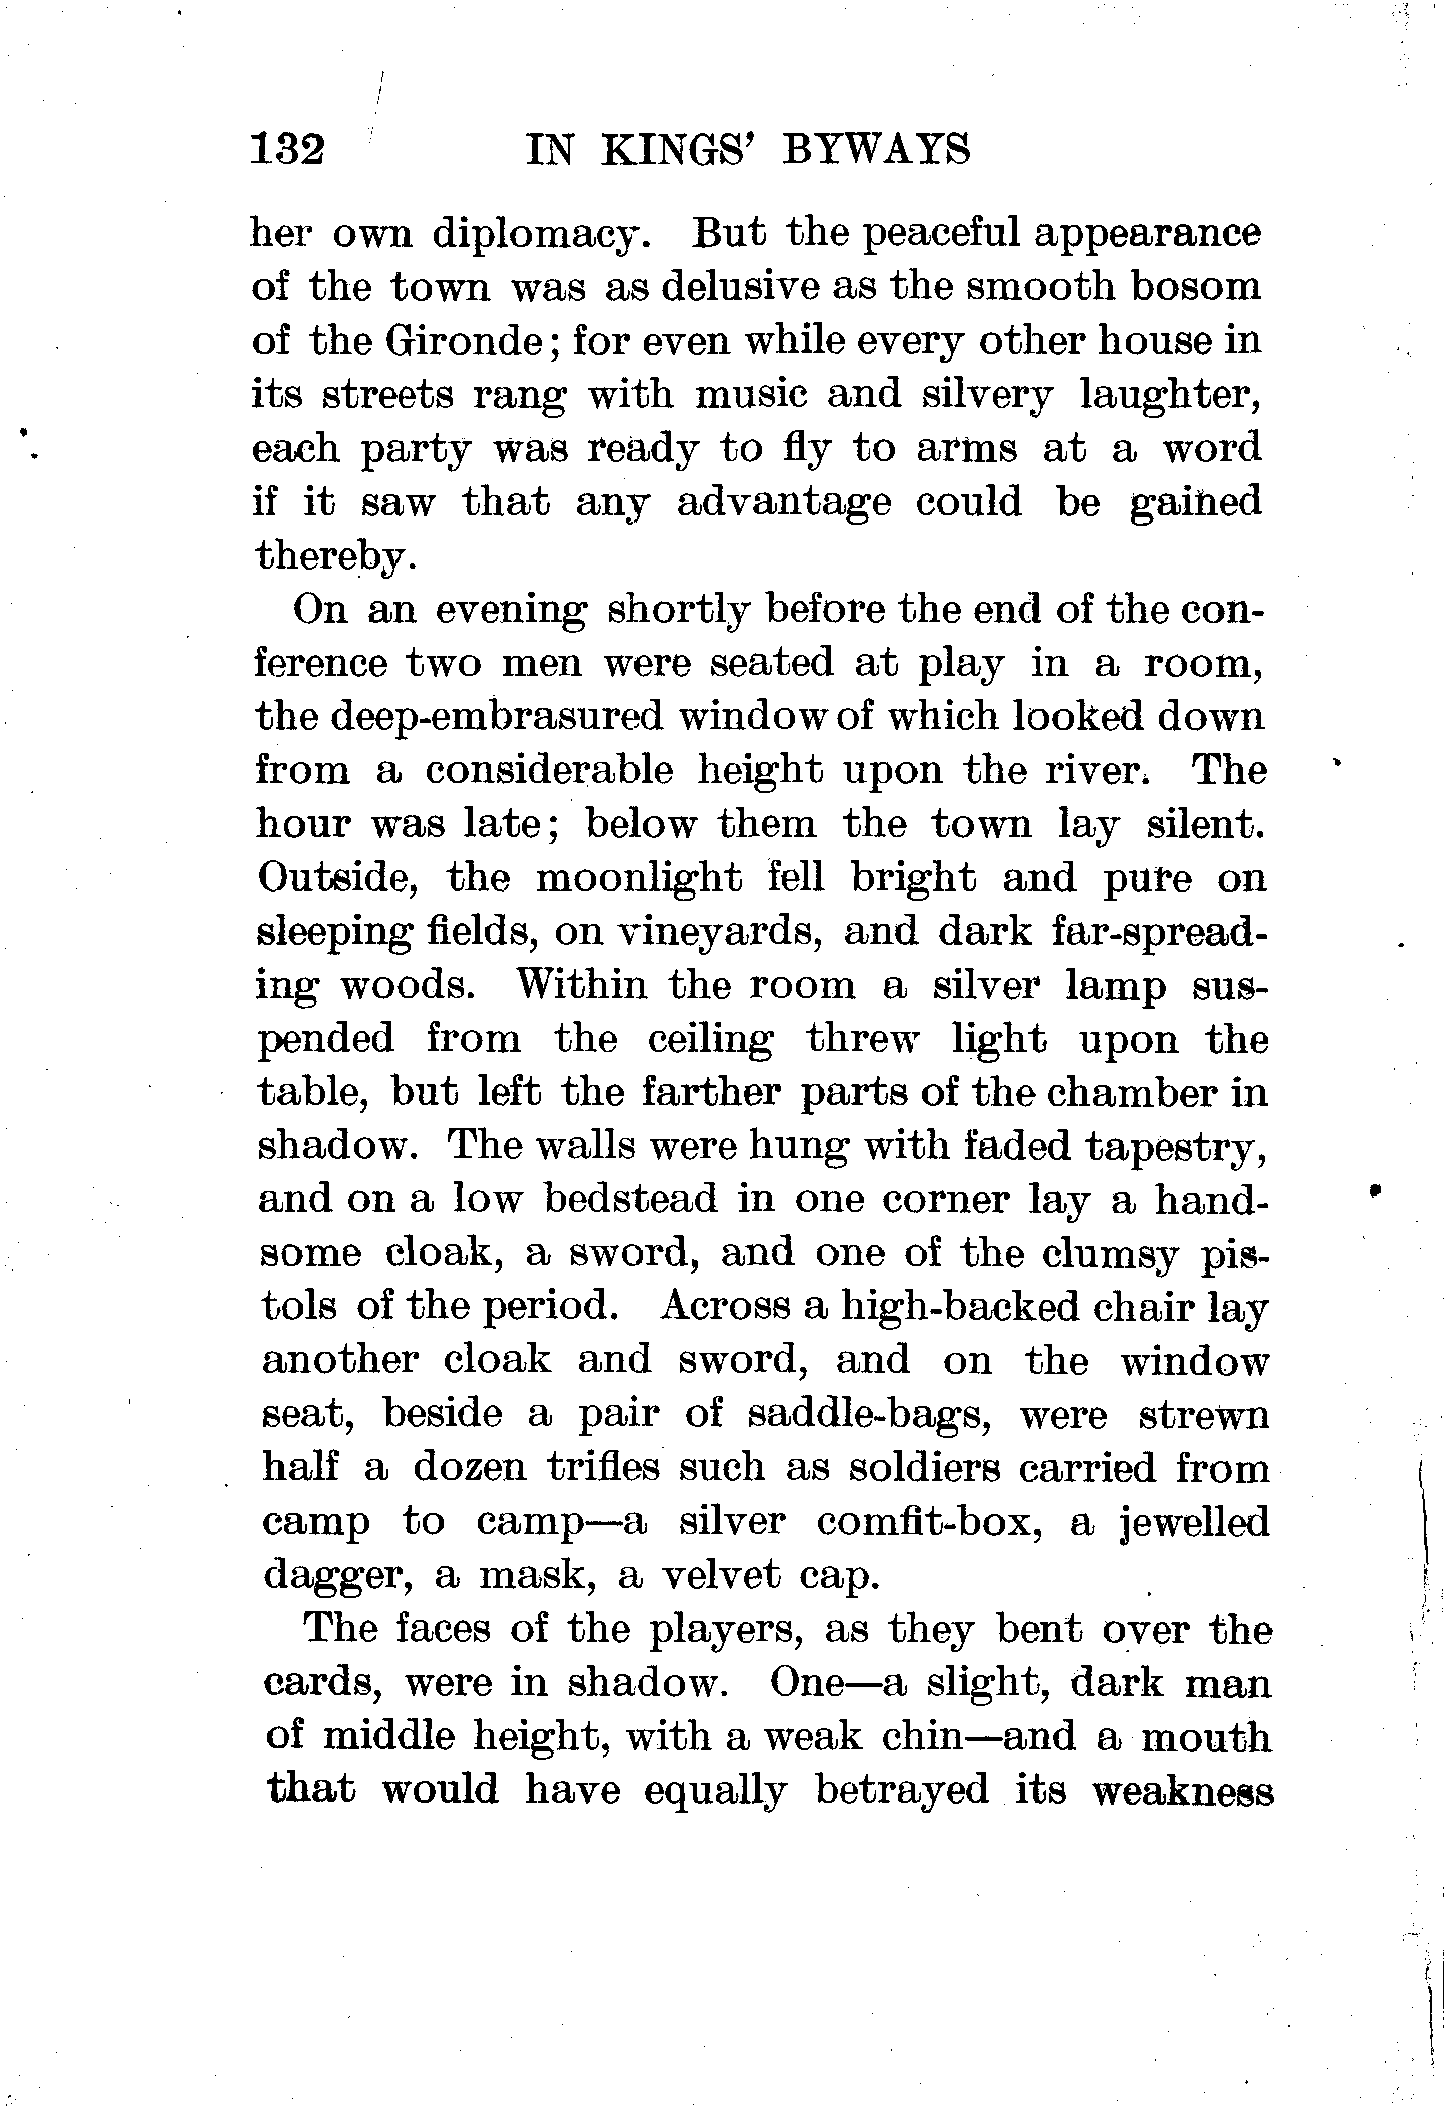 132 IN KINGS' BYWAYS
her own diplomacy. But the peaceful appearance
of the town was as delusive as the smooth bosom
of the Gironde; for even while every other house in
its streets rang with music and silvery laughter,
each party was ready to fly to arms at a word
if it saw that any advantage could be gained
thereby.
On an evening shortly before the end of the con-
ference two men were seated at play in a room,
the deep-embrasured window of which looked down
from a considerable height upon the river. The
hour was late; below them the town lay silent.
Outside, the moonlight fell bright and pure on
sleeping fields, on vineyards, and dark far-spread-
ing woods. Within the room a silver lamp sus-
pended from the ceiling threw light upon the
table, but left the farther parts of the chamber in
shadow. The walls were hung with faded tapestry,
and on a low bedstead in one corner lay a hand-
some cloak, a sword, and one of the clumsy pis-
tols of the period. Across a high-backed chair lay
another cloak and sword, and on the window
seat, beside a pair of saddle-bags, were strewn
half a dozen trifles such as soldiers carried from
camp to camp—a silver comfit-box, a jewelled
dagger, a mask, a velvet cap.
The faces of the players, as they bent over the
cards, were in shadow. One—a slight, dark man
of middle height, with a weak chin—and a mouth
that would have equally betrayed its weakness